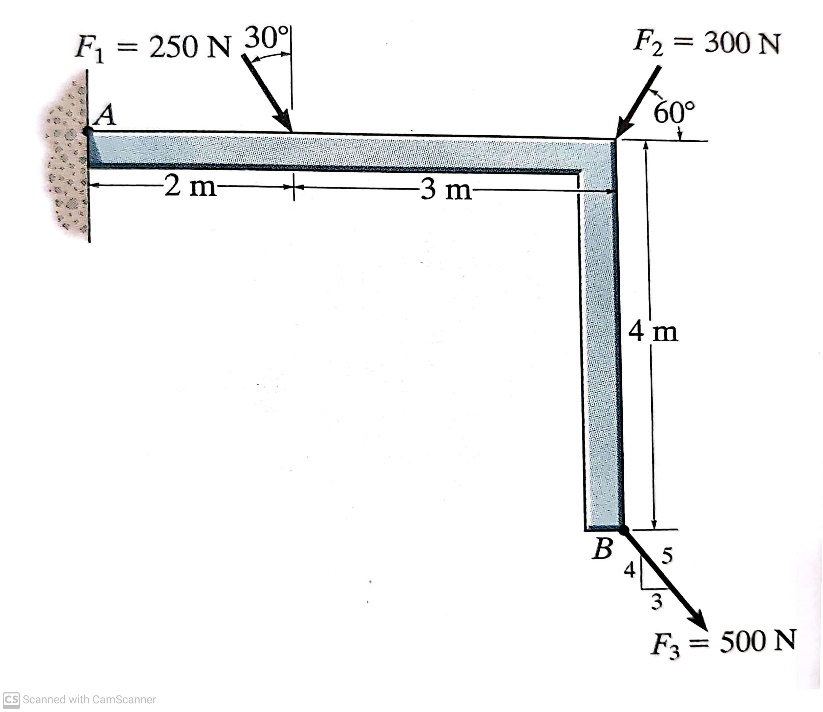 F₁ = 250 N 30°
F₂ = 300 N
60°
A
2 m
3 m
4 m
B
5
4
3
F₃ = 500 N
CS Scanned with CamScanner